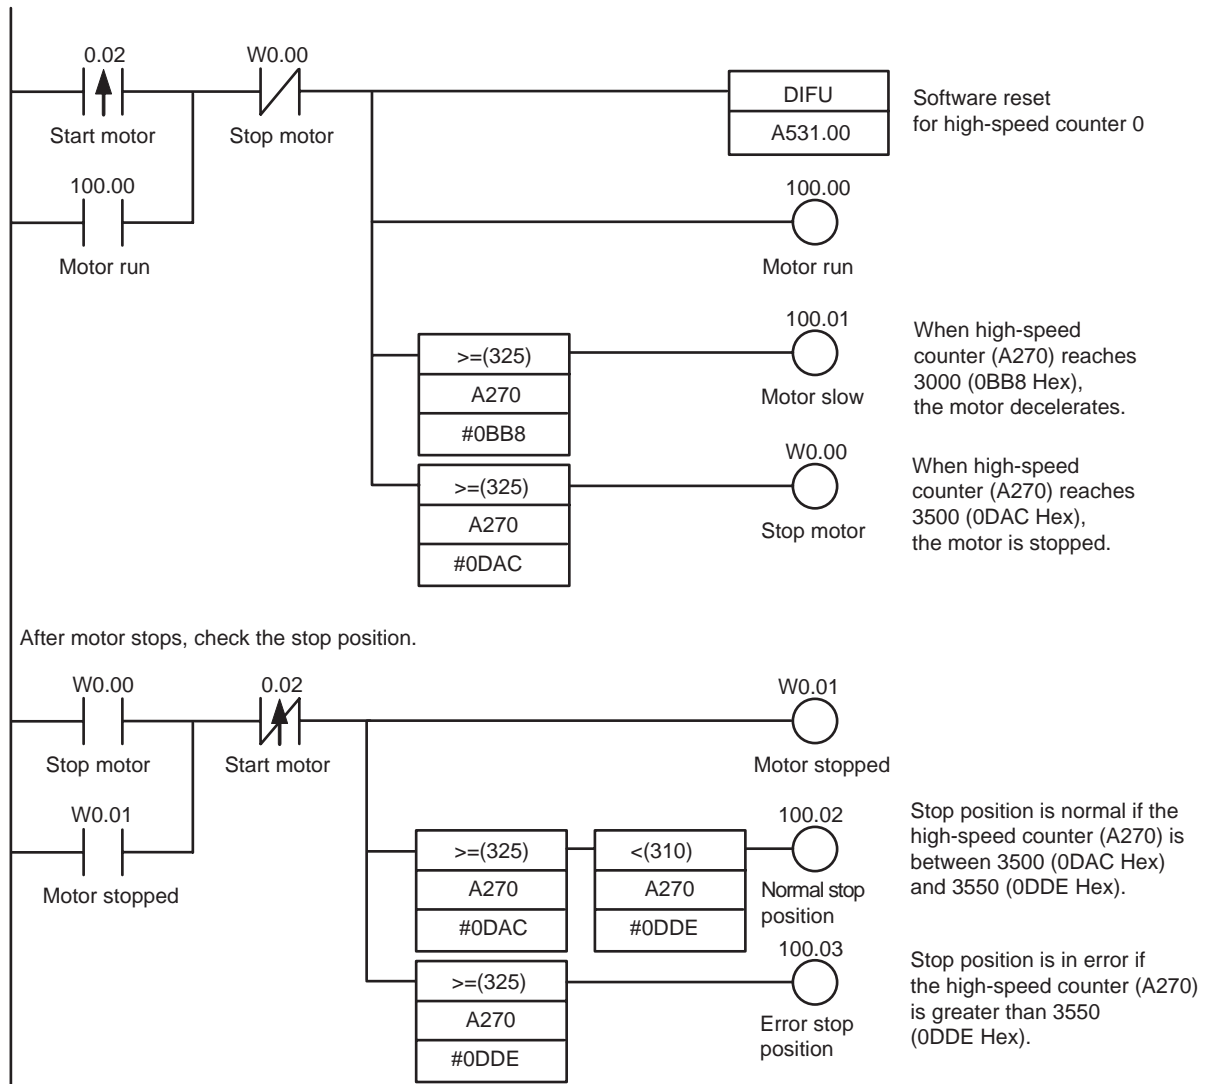 0.02
W0.00
DIFU
A531.00
Software reset
for high-speed counter 0
Start motor
Stop motor
100.00
Motor run
100.00
Motor run
100.01
Motor slow
>=(325)
A270
#0BB8
When high-speed
counter (A270) reaches
3000 (0BB8 Hex),
the motor decelerates.
W0.00
Stop motor
>=(325)
A270
#0DAC
When high-speed
counter (A270) reaches
3500 (0DAC Hex),
the motor is stopped.
After motor stops, check the stop position.
W0.00
Stop motor
0.02
Start motor
W0.01
Motor stopped
W0.01
Motor stopped
>=(325)
A270
#0DAC
<(310)
A270
#0DDE
100.02
Normal stop
position
Stop position is normal if the
high-speed counter (A270) is
between 3500 (0DAC Hex)
and 3550 (0DDE Hex).
>=(325)
A270
#0DDE
100.03
Error stop
position
Stop position is in error if
the high-speed counter (A270)
is greater than 3550
(0DDE Hex).